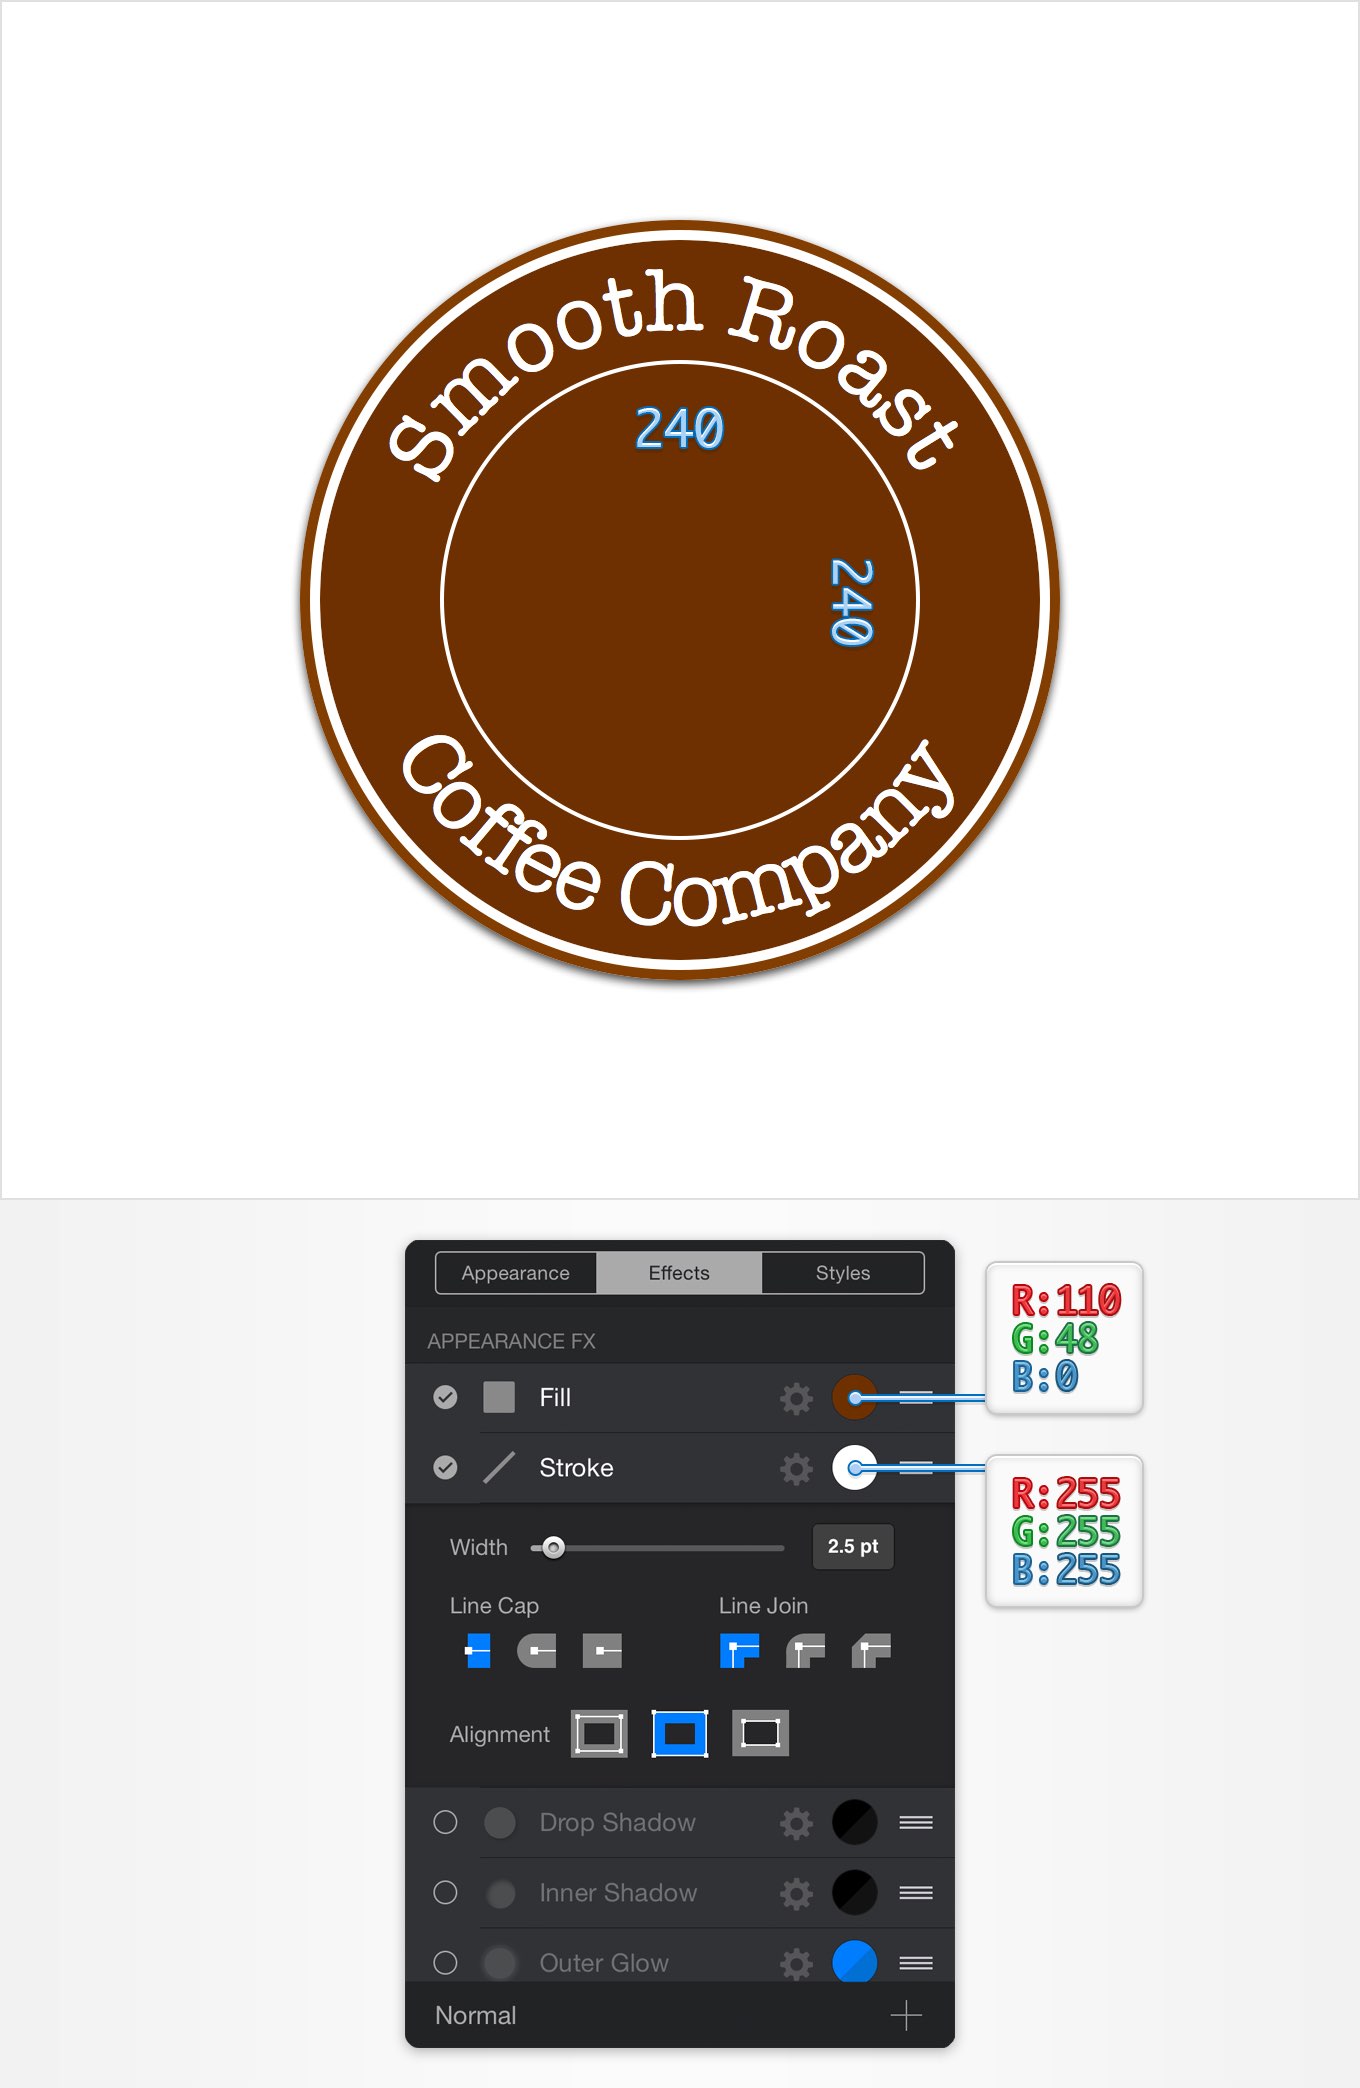 Smooth Roast
240
240
Coffee Company
Appearance Effects Styles
APPEARANCE FX
Fill
R:110
G:48
B:0
Stroke
R:255
G:255
B:255
Width 2.5 pt
Line Cap Line Join
Alignment
Drop Shadow
Inner Shadow
Outer Glow
Normal